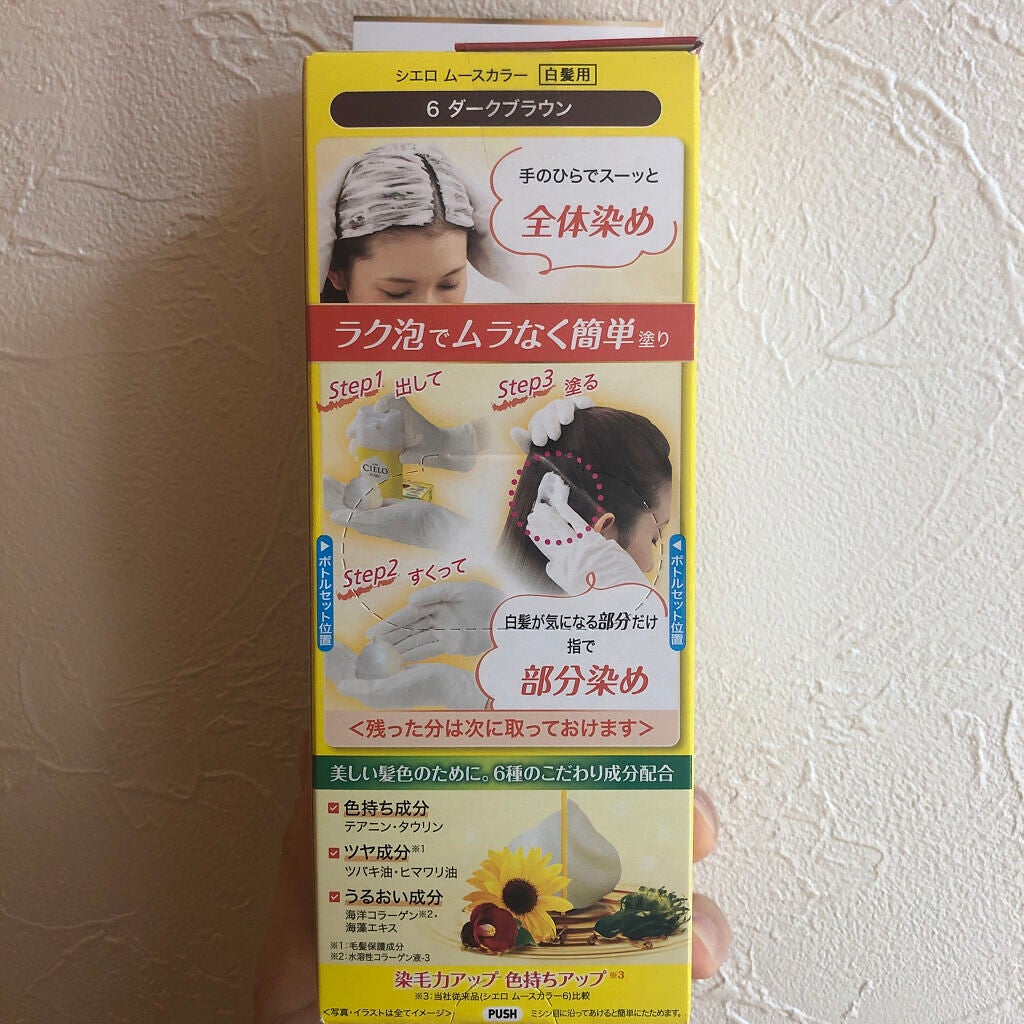 シエロ ムースカラー 白髪用
6 ダークブラウン
手のひらでスーッと
全体染め
ラク泡でムラなく簡単塗り
Step1 出して
CIELO
Step2 すくって
Step3 塗る
▶ボトルセット位置
◀ボトルセット位置
白髪が気になる部分だけ
指で
部分染め
<残った分は次に取っておけます>
美しい髪色のために。6種のこだわり成分配合
色持ち成分
テアニン・タウリン
ツヤ成分※1
ツバキ油・ヒマワリ油
うるおい成分
海洋コラーゲン※2・
海藻エキス
※1:毛髪保護成分
※2:水溶性コラーゲン液-3
染毛力アップ 色持ちアップ※3
※3:当社従来品(シエロ ムースカラー6)比較
<写真・イラストは全てイメージ> PUSH ミシン目に沿ってあけると簡単にたためます。